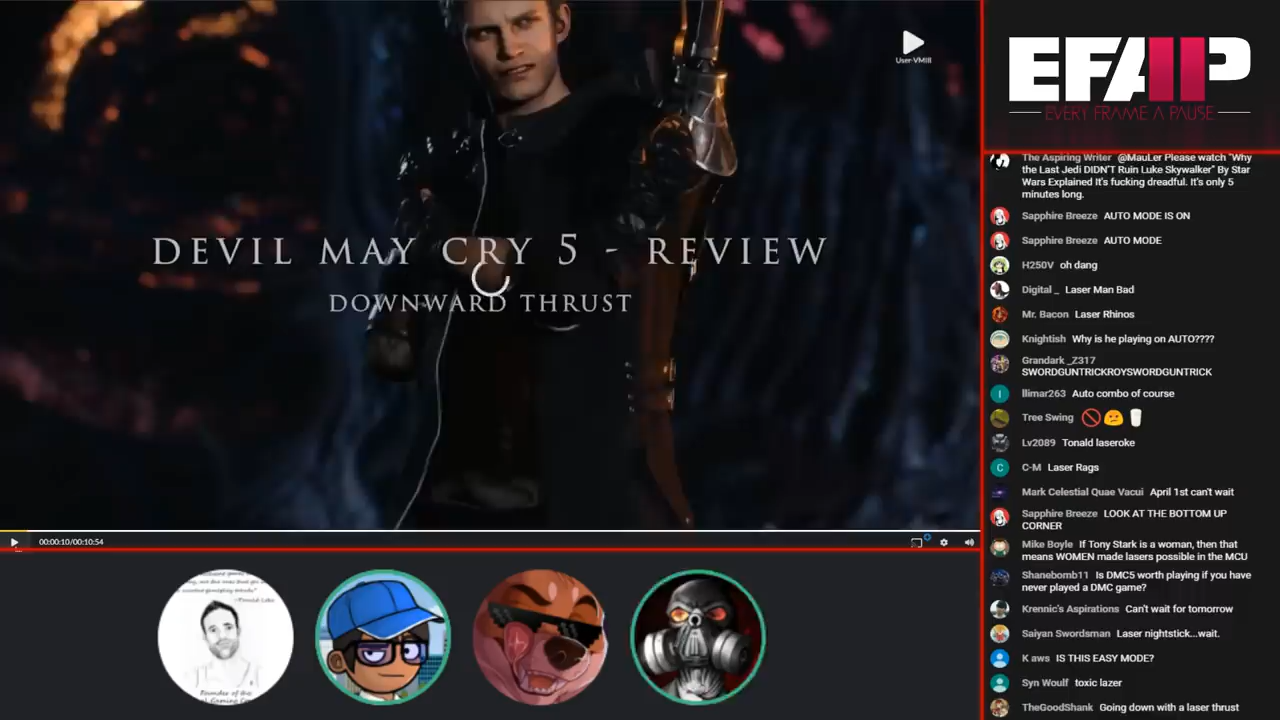 User-VMIII
DEVIL MAY CRY 5 - REVIEW
DOWNWARD THRUST
00:00:10/00:10:54
Founder of the
EFAP
EVERY FRAME A PAUSE
The Aspiring Writer @MauLer Please watch "Why
the Last Jedi DIDN'T Ruin Luke Skywalker" By Star
Wars Explained It's fucking dreadful. It's only 5
minutes long.
Sapphire Breeze AUTO MODE IS ON
Sapphire Breeze AUTO MODE
H250V oh dang
Digital _ Laser Man Bad
Mr. Bacon Laser Rhinos
Knightish Why is he playing on AUTO????
Grandark _Z317
SWORDGUNTRICKROYSWORDGUNTRICK
I
llimar263 Auto combo of course
Tree Swing 🚫🤨🥛
Lv2089 Tonald laseroke
C
C-M Laser Rags
Mark Celestial Quae Vacui April 1st can't wait
Sapphire Breeze LOOK AT THE BOTTOM UP
CORNER
Mike Boyle If Tony Stark is a woman, then that
means WOMEN made lasers possible in the MCU
Shanebomb11 Is DMC5 worth playing if you have
never played a DMC game?
Krennic's Aspirations Can't wait for tomorrow
Saiyan Swordsman Laser nightstick...wait.
K aws IS THIS EASY MODE?
Syn Woulf toxic lazer
TheGoodShank Going down with a laser thrust